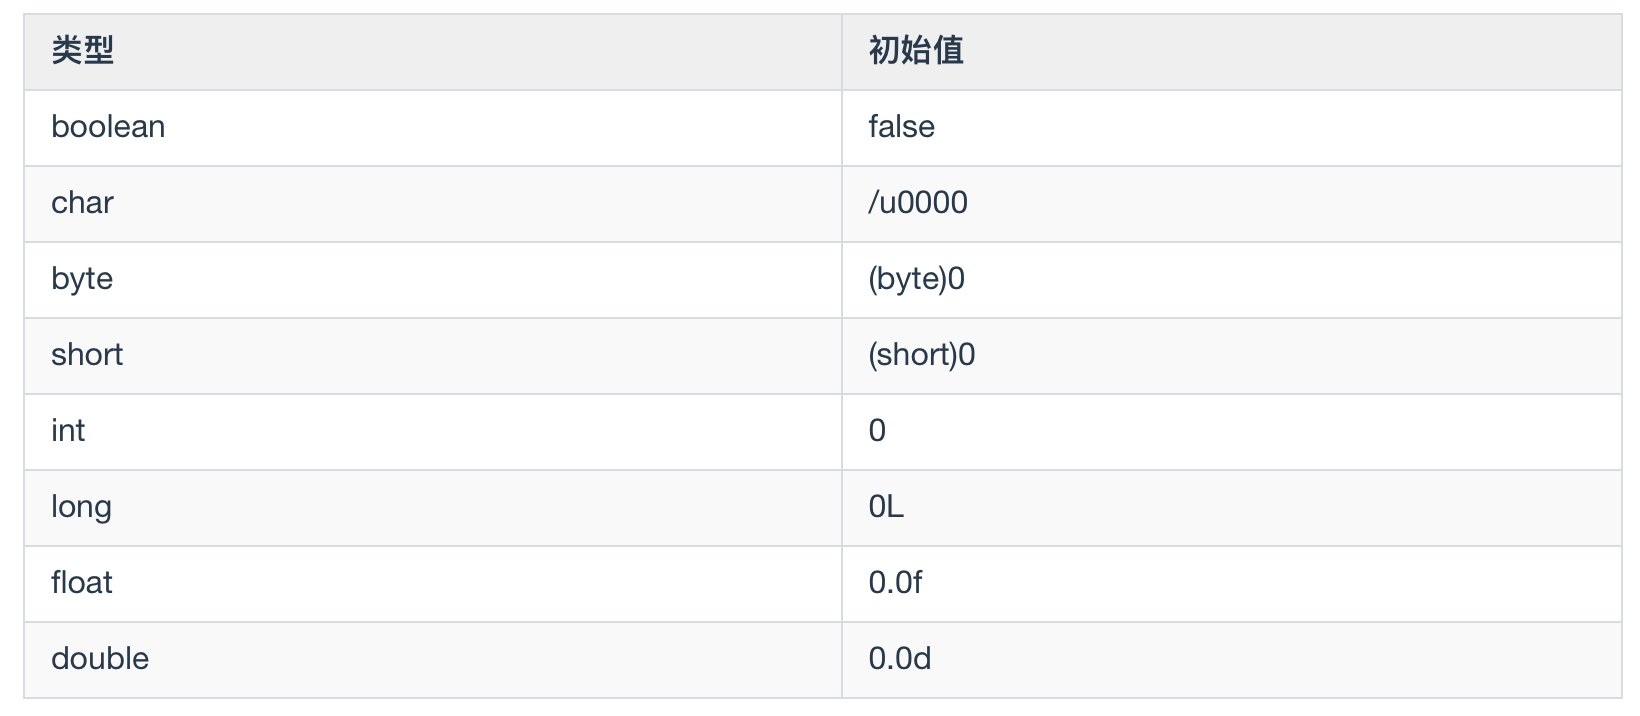 类型 初始值
boolean false
char /u0000
byte (byte)0
short (short)0
int 0
long 0L
float 0.0f
double 0.0d